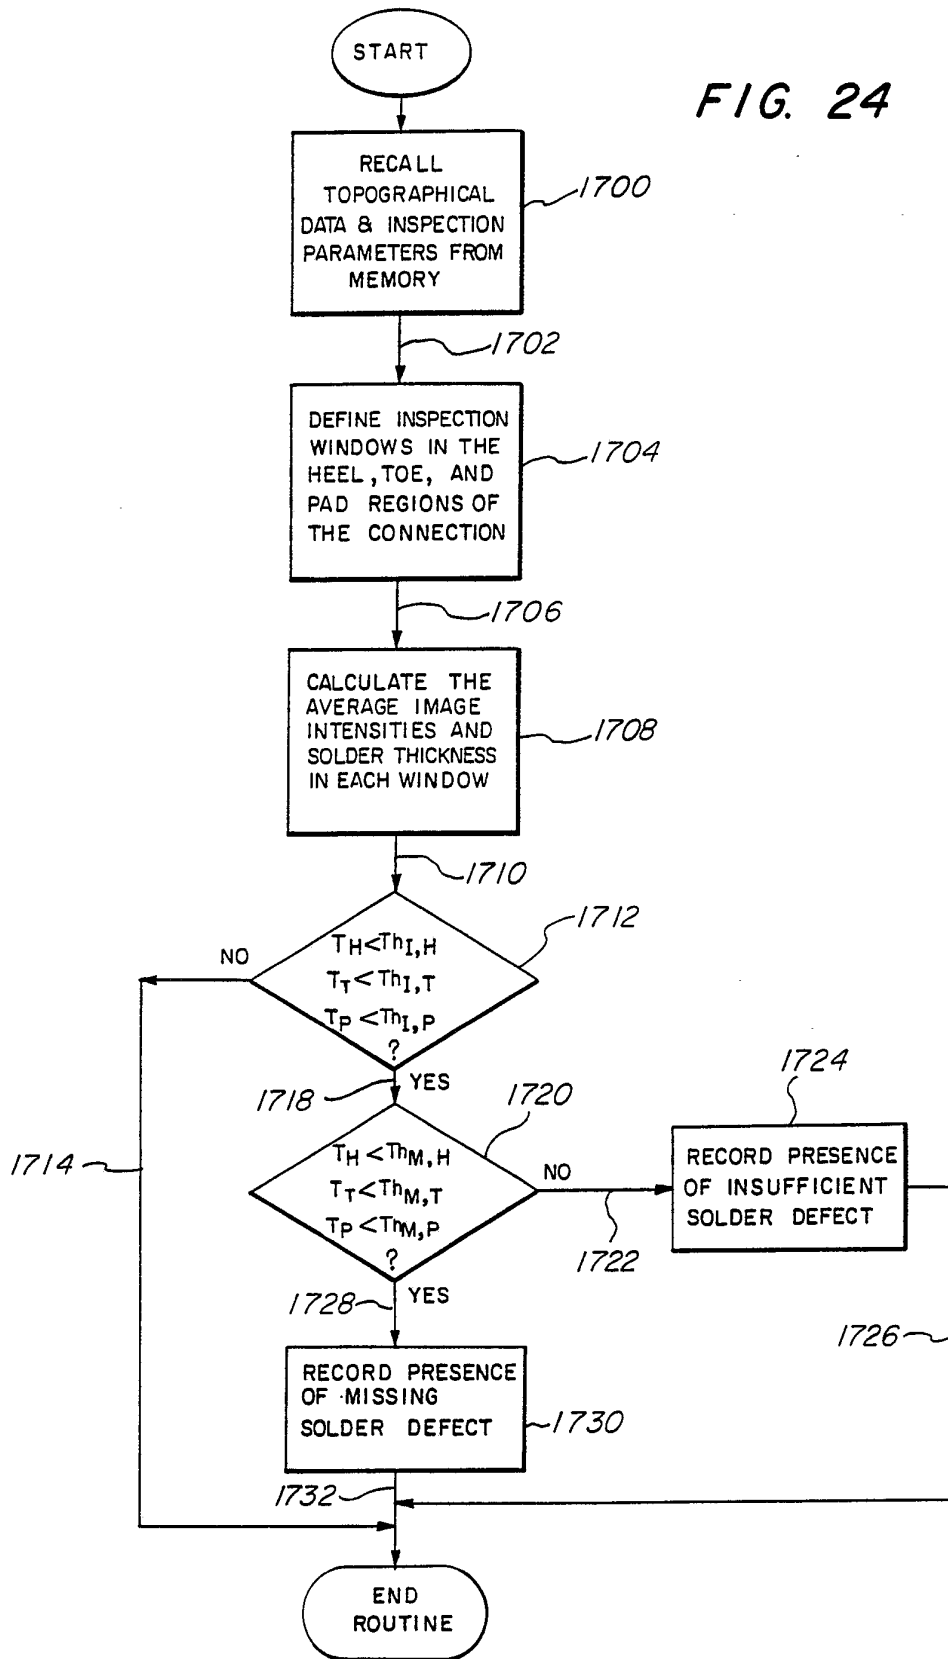 START
FIG. 24
RECALL
TOPOGRAPHICAL
DATA & INSPECTION
PARAMETERS FROM
MEMORY
1700
1702
DEFINE INSPECTION
WINDOWS IN THE
HEEL, TOE, AND
PAD REGIONS OF
THE CONNECTION
1704
1706
CALCULATE THE
AVERAGE IMAGE
INTENSITIES AND
SOLDER THICKNESS
IN EACH WINDOW
1708
1710
1712
NO
TH<ThI,H
TT<ThI,T
TP<ThI,P
?
1714
1718
YES
1720
TH<ThM,H
TT<ThM,T
TP<ThM,P
?
NO
1722
1724
RECORD PRESENCE
OF INSUFFICIENT
SOLDER DEFECT
1726
1728
YES
RECORD PRESENCE
OF MISSING
SOLDER DEFECT
1730
1732
END
ROUTINE